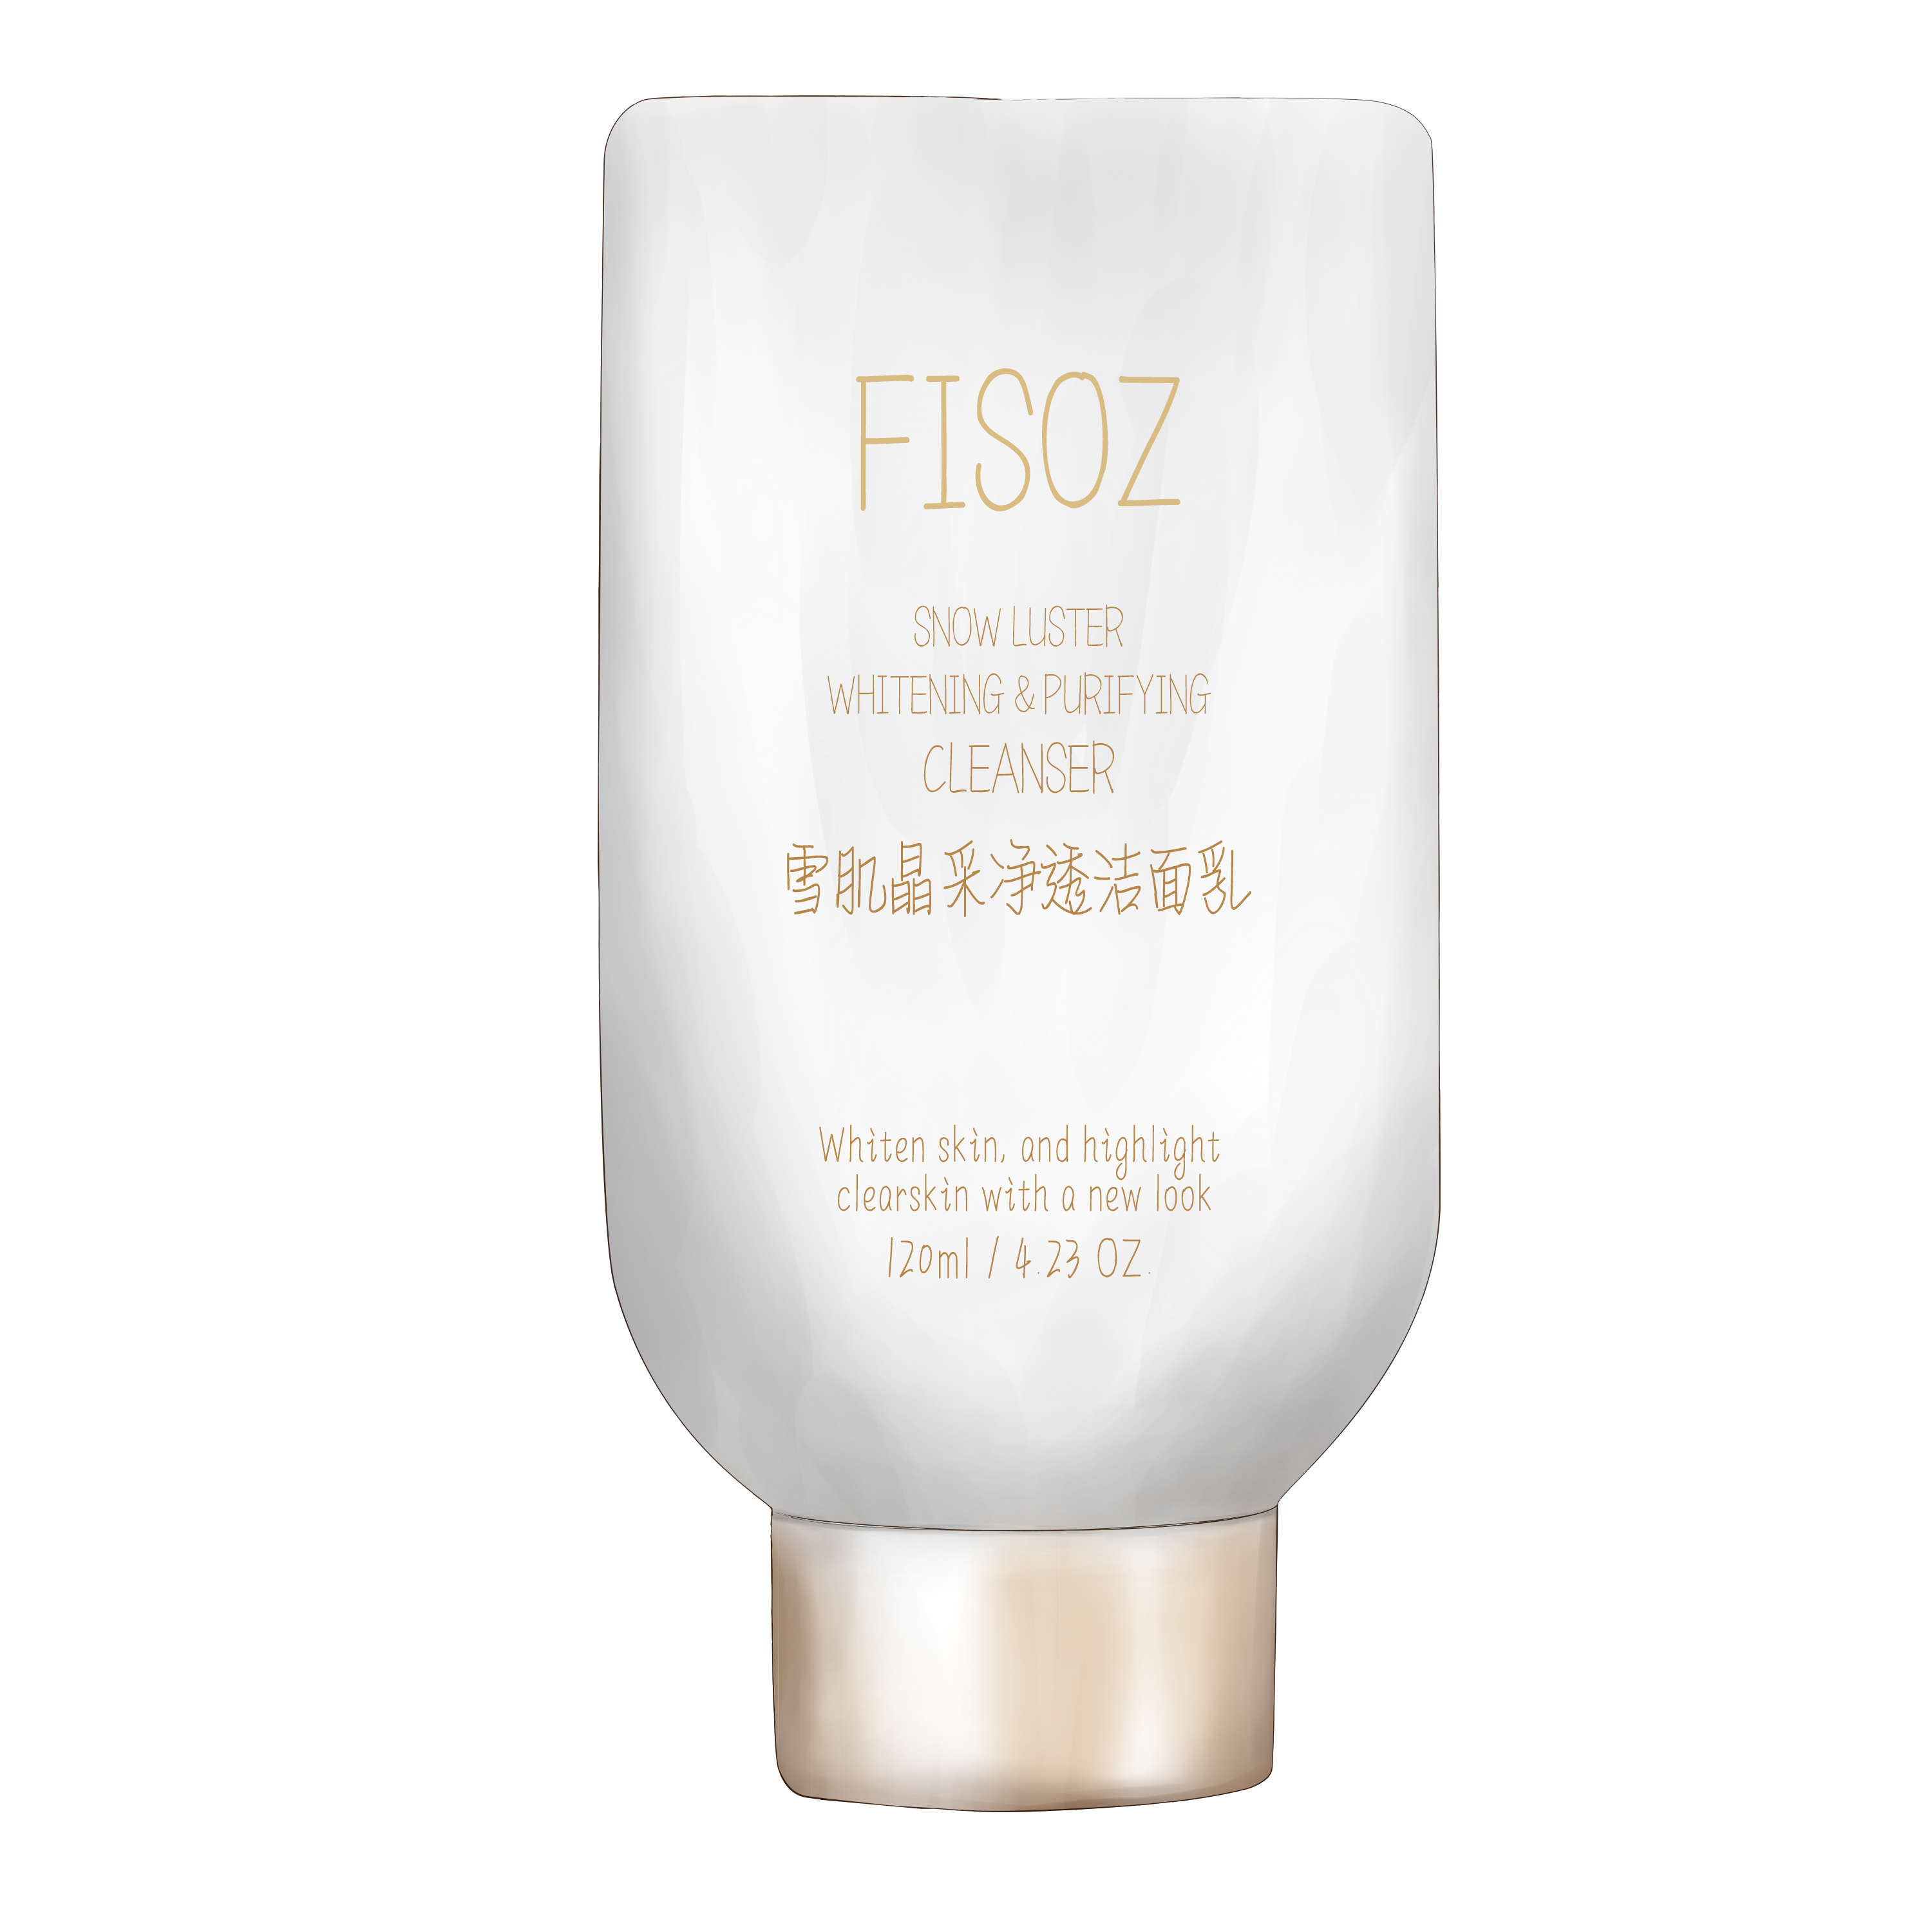 FISOZ
SNOW LUSTER
WHITENING & PURIFYING
CLEANSER
雪肌晶采净透洁面乳
Whiten skin, and highlight
clearskin with a new look
120ml / 4.23 OZ.